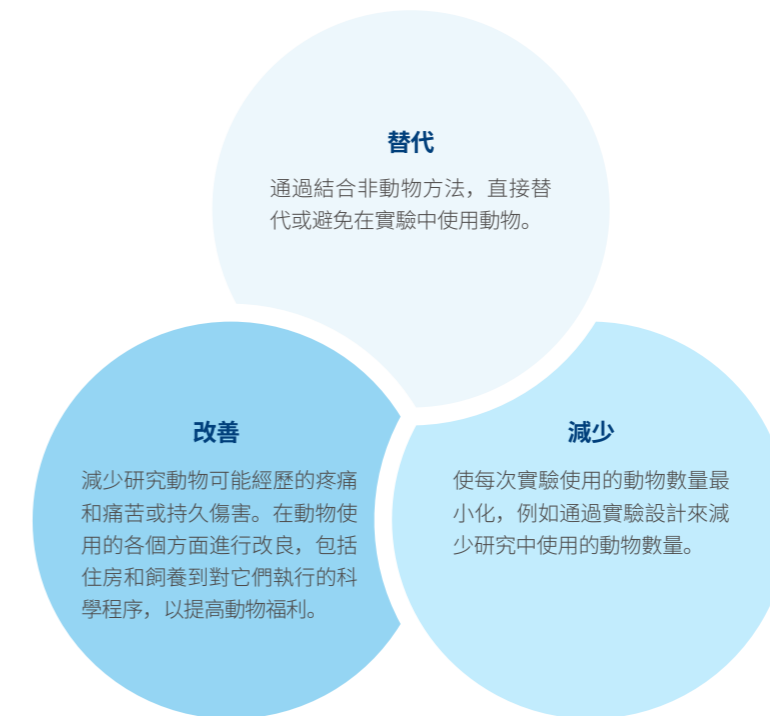 替代
通過結合非動物方法，直接替
代或避免在實驗中使用動物。
改善
減少研究動物可能經歷的疼痛
和痛苦或持久傷害。在動物使
用的各個方面進行改良，包括
住房和飼養到對它們執行的科
學程序，以提高動物福利。
減少
使每次實驗使用的動物數量最
小化，例如通過實驗設計來減
少研究中使用的動物數量。